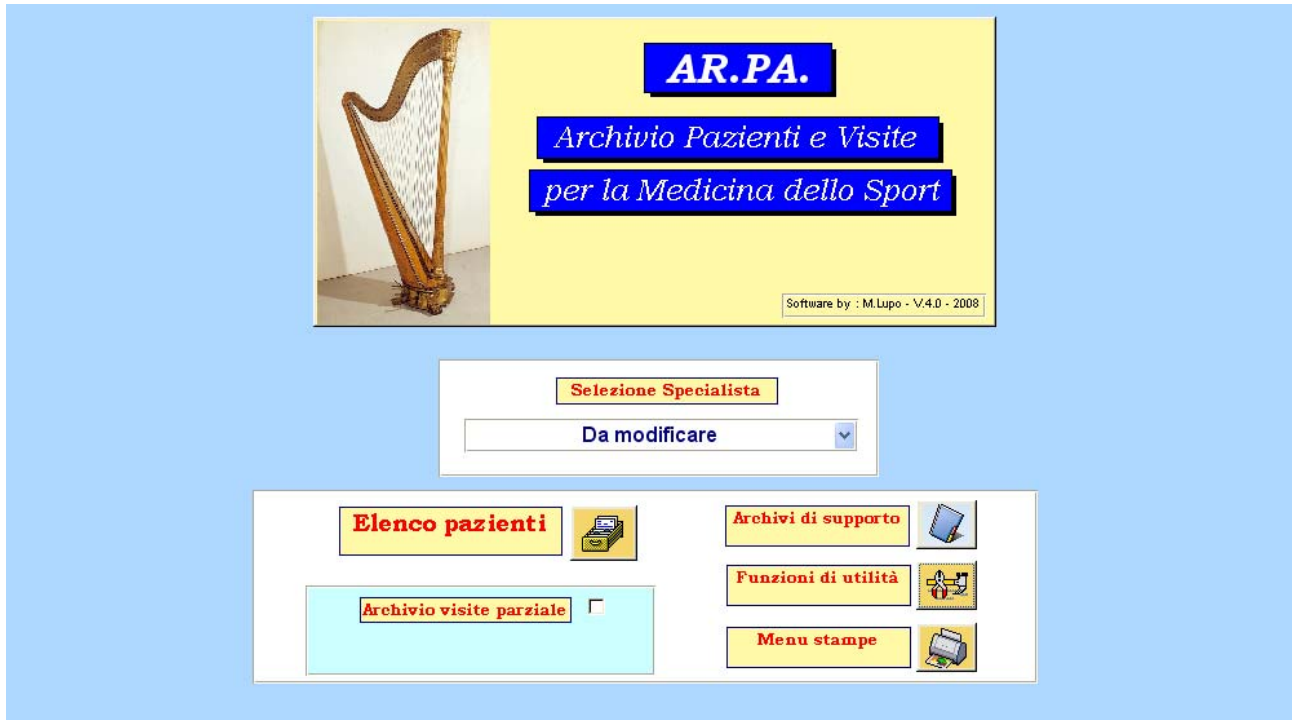 AR.PA.
Archivio Pazienti e Visite
per la Medicina dello Sport
Software by : M.Lupo - V.4.0 - 2008
Selezione Specialista
Da modificare
Elenco pazienti
Archivio visite parziale
Archivi di supporto
Funzioni di utilità
Menu stampe